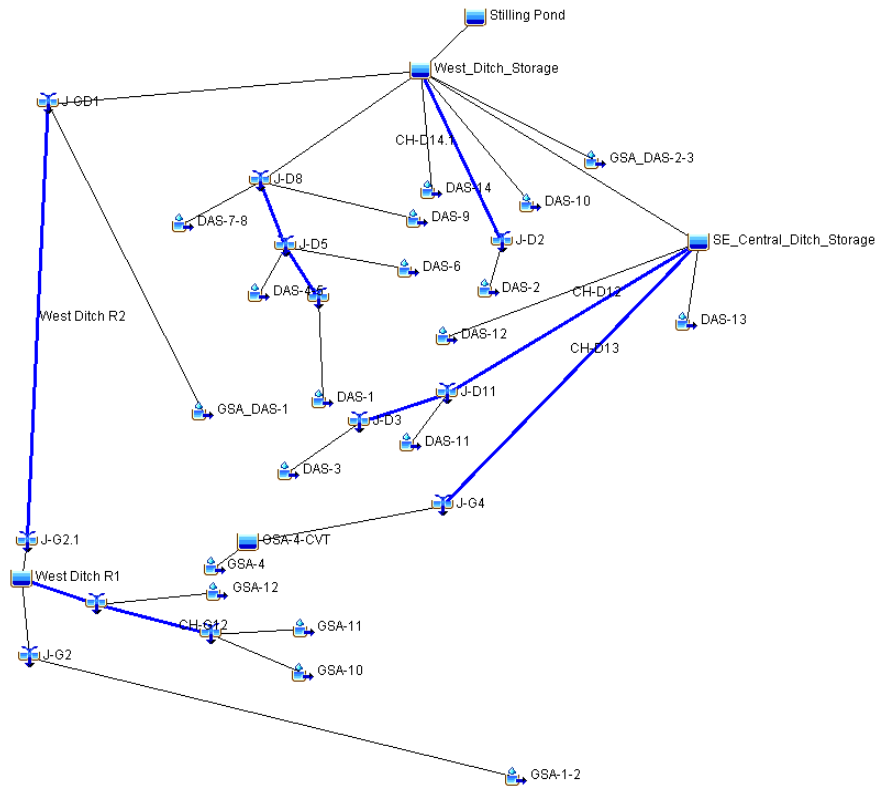 Stilling Pond
West_Ditch_Storage
J-GD1
CH-D14.1
GSA_DAS-2-3
J-D8
DAS-14
DAS-10
DAS-7-8
DAS-9
J-D5
J-D2
SE_Central_Ditch_Storage
DAS-6
DAS-4-5
DAS-2
CH-D12
West Ditch R2
DAS-12
DAS-13
CH-D13
J-D11
DAS-1
GSA_DAS-1
J-D3
DAS-11
DAS-3
J-G4
J-G2.1
GSA-4-CVT
GSA-4
West Ditch R1
GSA-12
CH-G12
GSA-11
J-G2
GSA-10
GSA-1-2